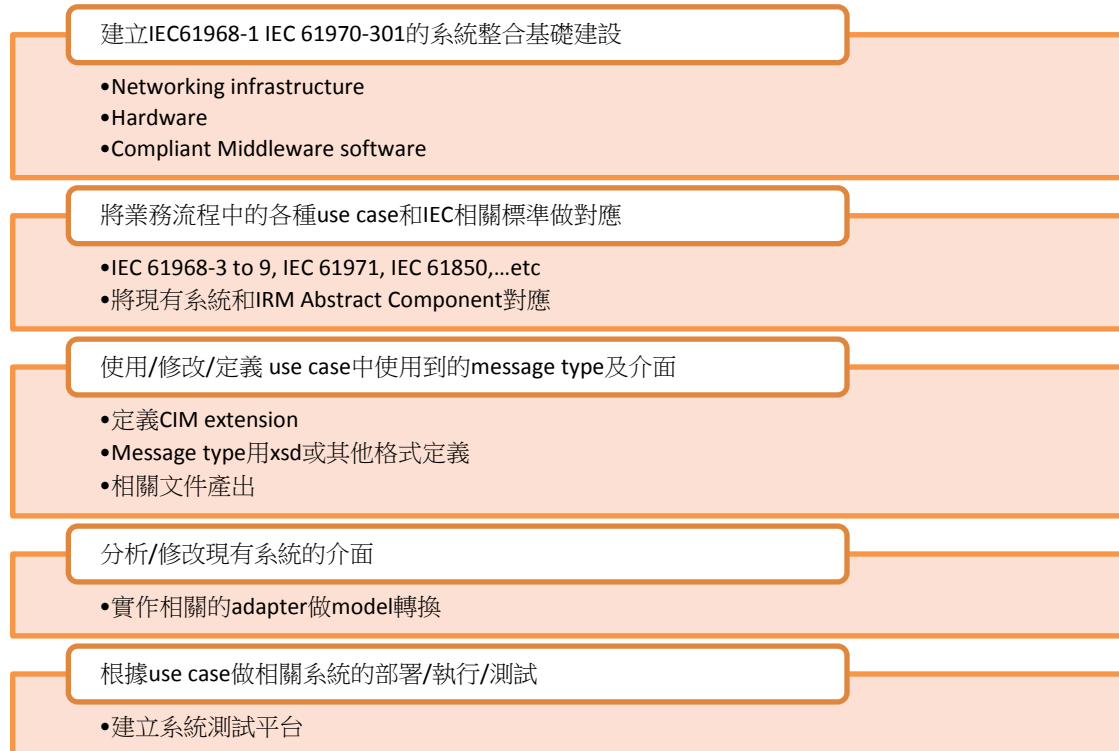 建立IEC61968-1 IEC 61970-301的系統整合基礎建設
•Networking infrastructure
•Hardware
•Compliant Middleware software
將業務流程中的各種use case和IEC相關標準做對應
•IEC 61968-3 to 9, IEC 61971, IEC 61850,…etc
•將現有系統和IRM Abstract Component對應
使用/修改/定義 use case中使用到的message type及介面
•定義CIM extension
•Message type用xsd或其他格式定義
•相關文件產出
分析/修改現有系統的介面
•實作相關的adapter做model轉換
根據use case做相關系統的部署/執行/測試
•建立系統測試平台